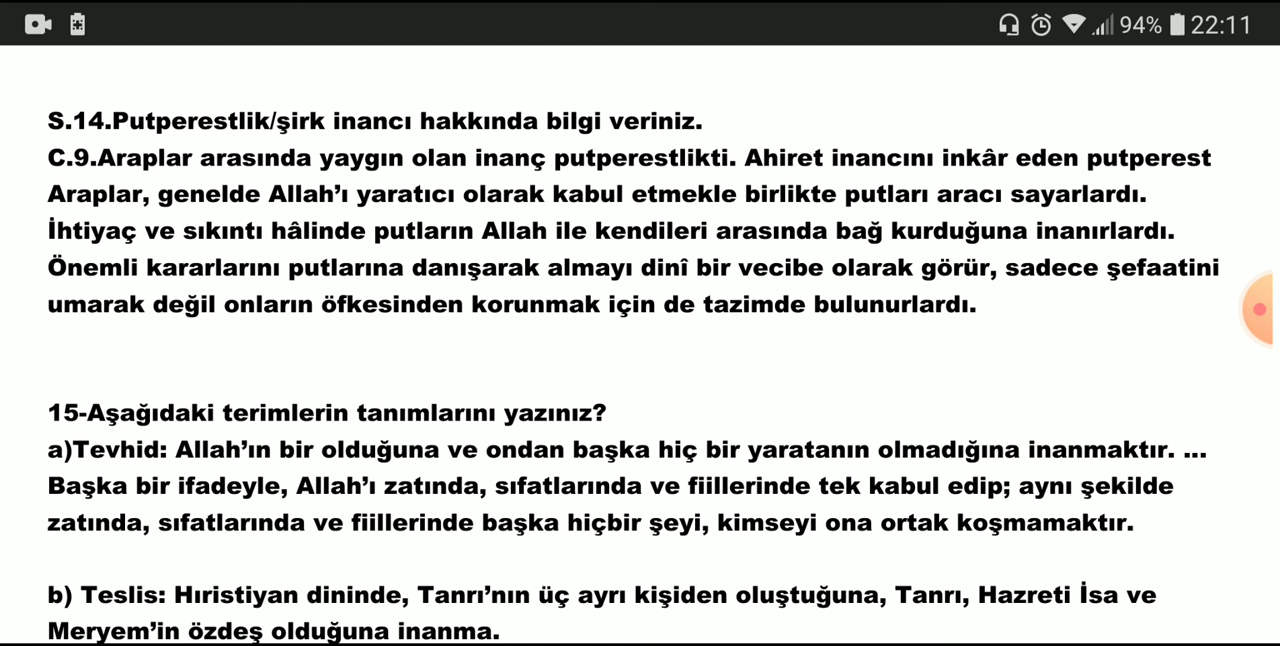 94% 22:11
S.14.Putperestlik/şirk inancı hakkında bilgi veriniz.
C.9.Araplar arasında yaygın olan inanç putperestlikti. Ahiret inancını inkâr eden putperest
Araplar, genelde Allah’ı yaratıcı olarak kabul etmekle birlikte putları aracı sayarlardı.
İhtiyaç ve sıkıntı hâlinde putların Allah ile kendileri arasında bağ kurduğuna inanırlardı.
Önemli kararlarını putlarına danışarak almayı dinî bir vecibe olarak görür, sadece şefaatini
umarak değil onların öfkesinden korunmak için de tazimde bulunurlardı.
15-Aşağıdaki terimlerin tanımlarını yazınız?
a)Tevhid: Allah’ın bir olduğuna ve ondan başka hiç bir yaratanın olmadığına inanmaktır. ...
Başka bir ifadeyle, Allah’ı zatında, sıfatlarında ve fiillerinde tek kabul edip; aynı şekilde
zatında, sıfatlarında ve fiillerinde başka hiçbir şeyi, kimseyi ona ortak koşmamaktır.
b) Teslis: Hıristiyan dininde, Tanrı’nın üç ayrı kişiden oluştuğuna, Tanrı, Hazreti İsa ve
Meryem’in özdeş olduğuna inanma.